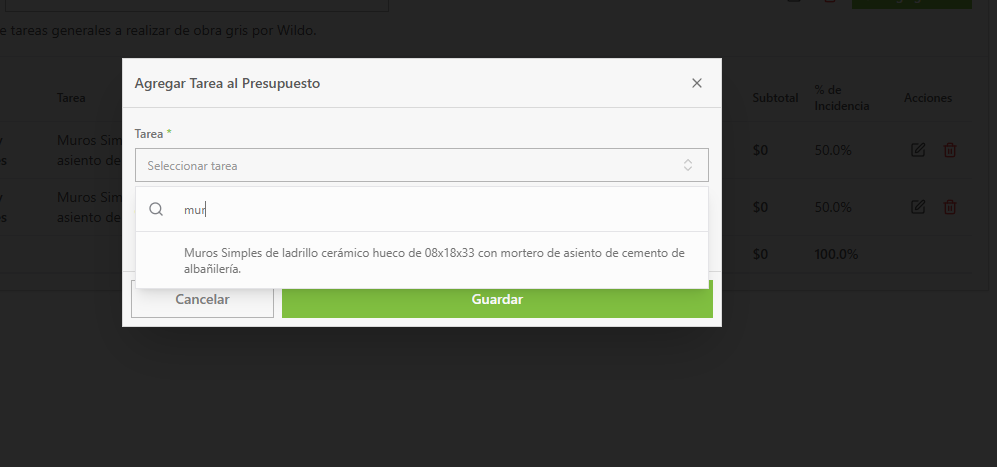 e tareas generales a realizar de obra gris por Wildo.
Agregar Tarea al Presupuesto
Tarea
Subtotal
% de
Incidencia
Acciones
Tarea *
Muros Sim
asiento de
$0
50.0%
Seleccionar tarea
mur
Muros Sim
asiento de
$0
50.0%
Muros Simples de ladrillo cerámico hueco de 08x18x33 con mortero de asiento de cemento de
albañilería.
$0
100.0%
Cancelar
Guardar